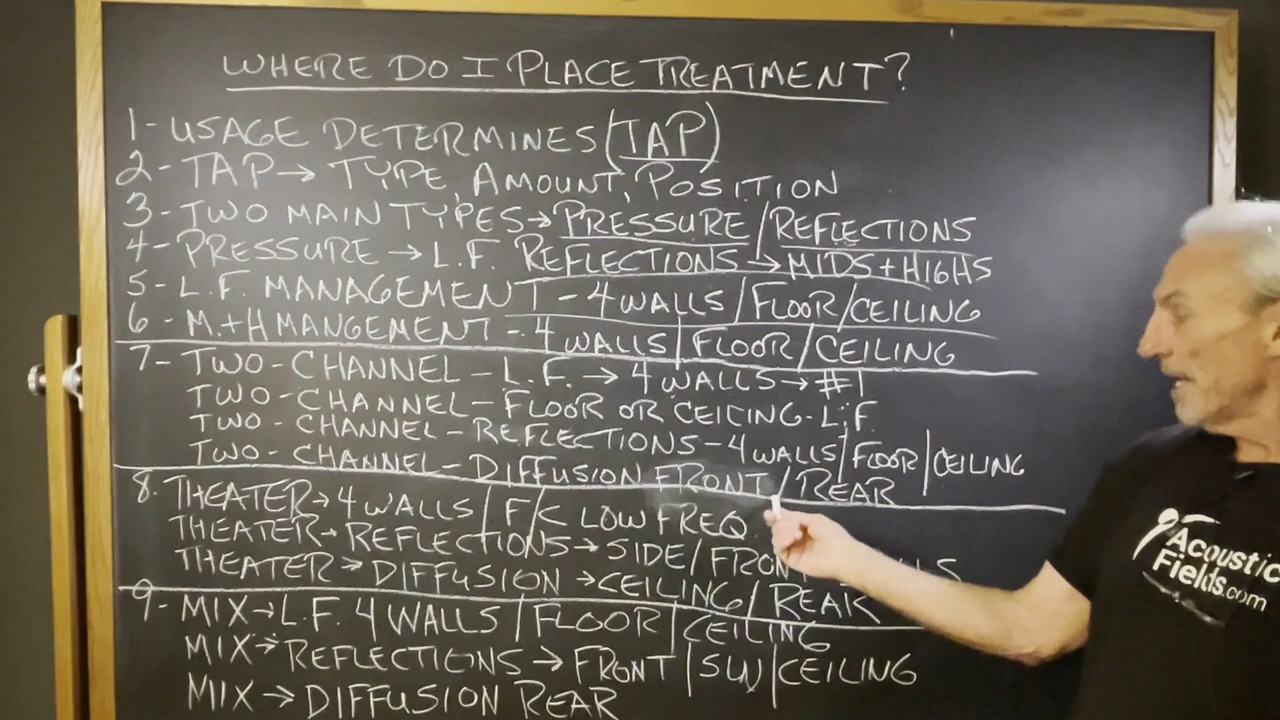 WHERE DO I PLACE TREATMENT?
1- USAGE DETERMINES (TAP)
2- TAP→ TYPE, AMOUNT, POSITION
3- TWO MAIN TYPES→PRESSURE/REFLECTIONS
4- PRESSURE → L.F. REFLECTIONS→MIDS+HIGHS
5- L.F. MANAGEMENT - 4 WALLS/FLOOR/CEILING
6- M.+H MANGEMENT - 4 WALLS/FLOOR/CEILING
7- TWO-CHANNEL - L.F. → 4 WALLS→ #1
TWO-CHANNEL-FLOOR OR CEILING-L.F.
TWO-CHANNEL-REFLECTIONS-4 WALLS/FLOOR/CEILING
TWO-CHANNEL-DIFFUSION FRONT/REAR
8. THEATER→4 WALLS/F/C LOW FREQ.
THEATER→REFLECTIONS→SIDE/
THEATER→DIFFUSION→CEILING/REAR
9- MIX→L.F. 4 WALLS/FLOOR/CEILING
MIX→REFLECTIONS→FRONT/SW/CEILING
MIX→DIFFUSION REAR
Acoustic
Fields.com